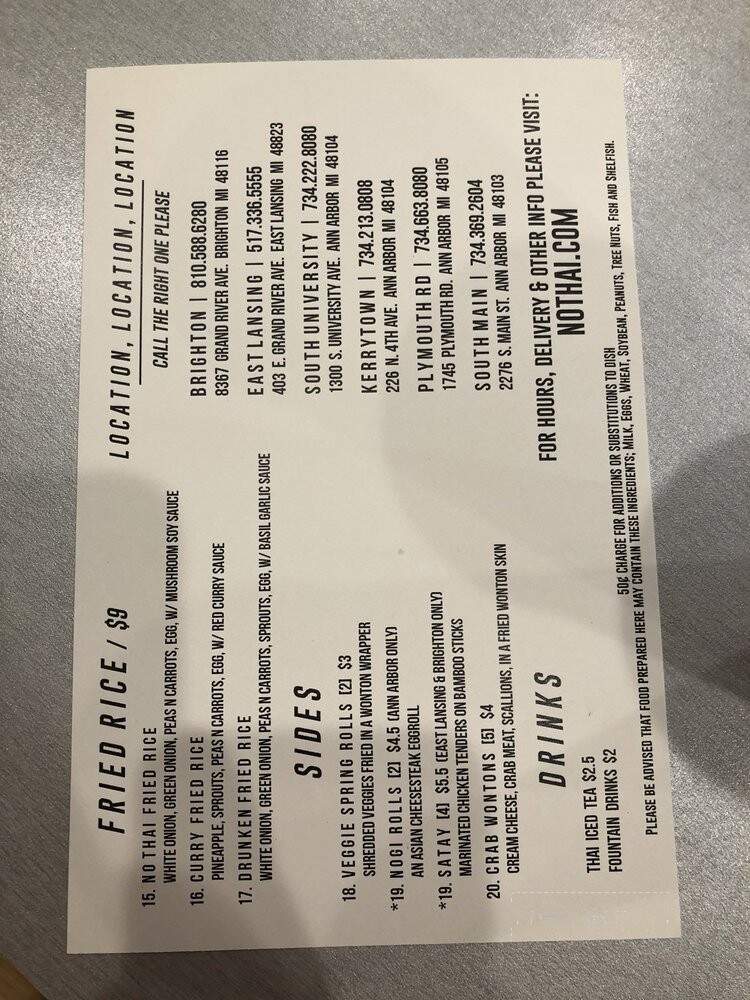 FRIED RICE / $9
15. NOTHAI FRIED RICE
WHITE ONION, GREEN ONION, PEAS N CARROTS, EGG, W/ MUSHROOM SOY SAUCE
16. CURRY FRIED RICE
PINEAPPLE, SPROUTS, PEAS N CARROTS, EGG, W/ RED CURRY SAUCE
17. DRUNKEN FRIED RICE
WHITE ONION, GREEN ONION, PEAS N CARROTS, SPROUTS, EGG, W/ BASIL GARLIC SAUCE
SIDES
18. VEGGIE SPRING ROLLS [2] $3
SHREDDED VEGGIES FRIED IN A WONTON WRAPPER
*19. NOGI ROLLS [2] $4.5 (ANN ARBOR ONLY)
AN ASIAN CHEESESTEAK EGGROLL
*19. SATAY [4] $5.5 (EAST LANSING & BRIGHTON ONLY)
MARINATED CHICKEN TENDERS ON BAMBOO STICKS
20. CRAB WONTONS [5] $4
CREAM CHEESE, CRAB MEAT, SCALLIONS, IN A FRIED WONTON SKIN
DRINKS
THAI ICED TEA $2.5
FOUNTAIN DRINKS $2
LOCATION, LOCATION, LOCATION
CALL THE RIGHT ONE PLEASE
BRIGHTON | 810.588.6280
8367 GRAND RIVER AVE. BRIGHTON MI 48116
EAST LANSING | 517.336.5555
403 E. GRAND RIVER AVE. EAST LANSING MI 48823
SOUTH UNIVERSITY | 734.222.8080
1300 S. UNIVERSITY AVE. ANN ARBOR MI 48104
KERRYTOWN | 734.213.0808
226 N. 4TH AVE. ANN ARBOR MI 48104
PLYMOUTH RD | 734.663.8080
1745 PLYMOUTH RD. ANN ARBOR MI 48105
SOUTH MAIN | 734.369.2604
2276 S. MAIN ST. ANN ARBOR MI 48103
FOR HOURS, DELIVERY & OTHER INFO PLEASE VISIT:
NOTHAI.COM
50¢ CHARGE FOR ADDITIONS OR SUBSTITUTIONS TO DISH
PLEASE BE ADVISED THAT FOOD PREPARED HERE MAY CONTAIN THESE INGREDIENTS; MILK, EGGS, WHEAT, SOYBEAN, PEANUTS, TREE NUTS, FISH AND SHELFISH.